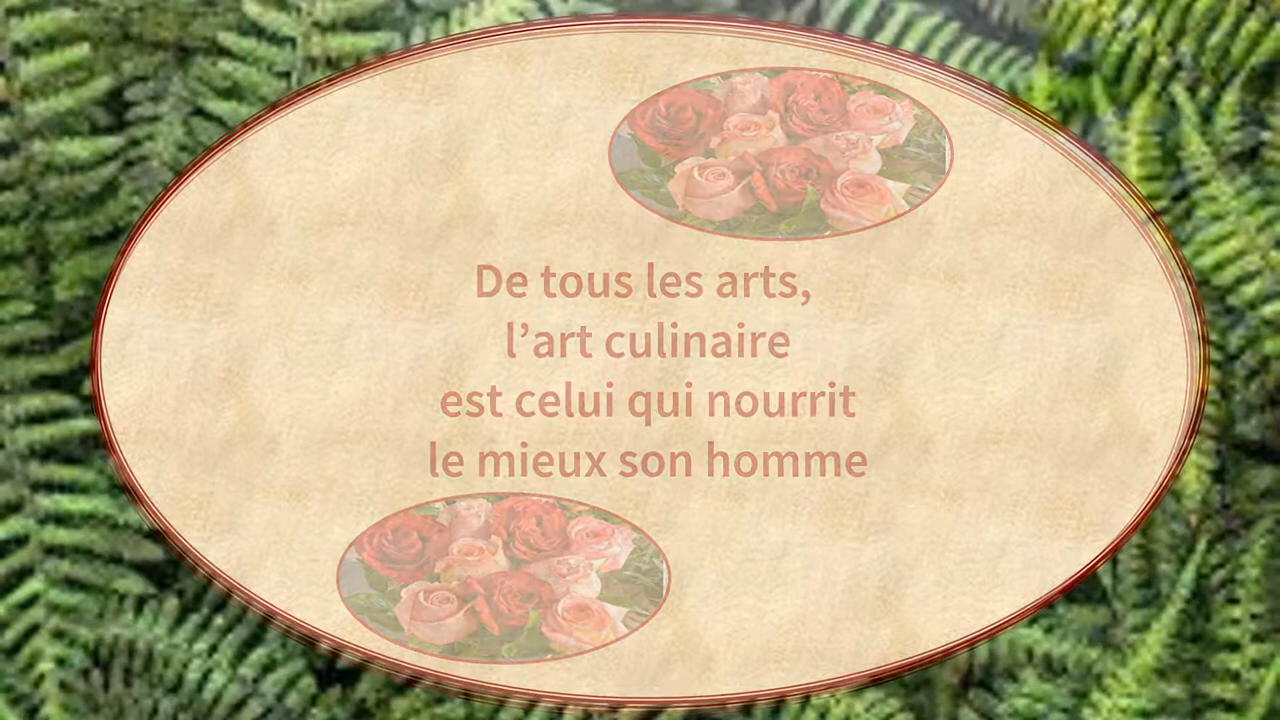 De tous les arts,
l’art culinaire
est celui qui nourrit
le mieux son homme